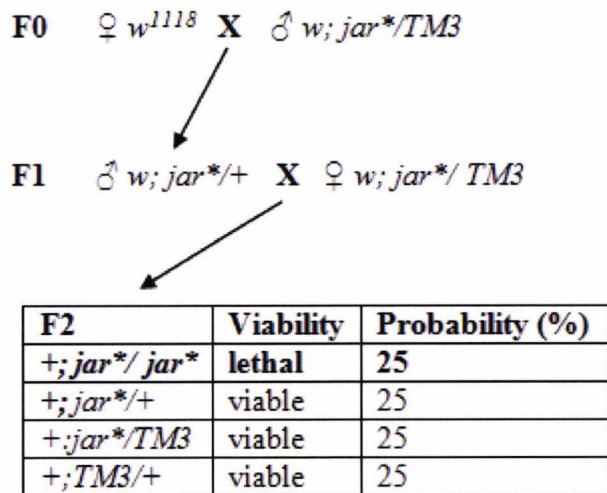 F0 ♀ w1118 X ♂ w; jar*/TM3
F1 ♂ w; jar*/+ X ♀ w; jar*/ TM3
F2 Viability Probability (%)
+; jar*/ jar* lethal 25
+; jar*/+ viable 25
+:jar*/TM3 viable 25
+;TM3/+ viable 25